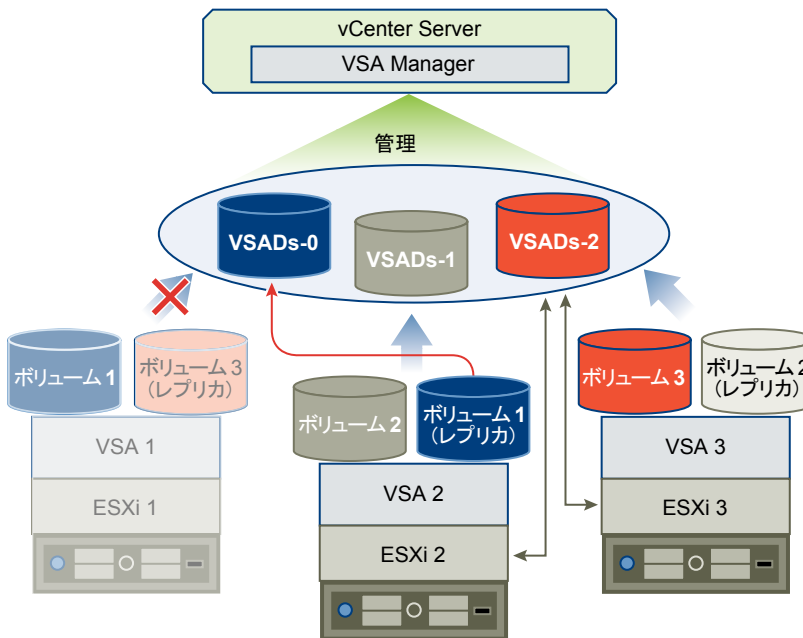 vCenter Server
VSA Manager
管理
VSADs-0
VSADs-1
VSADs-2
ボリューム 1
ボリューム 3
（レプリカ）
VSA 1
ESXi 1
ボリューム 2
ボリューム 1
（レプリカ）
VSA 2
ESXi 2
ボリューム 3
ボリューム 2
（レプリカ）
VSA 3
ESXi 3